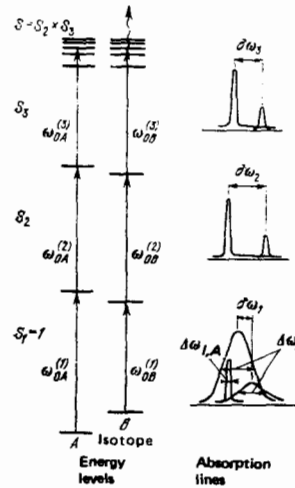 S = S₂ × S₃
δω₃
S₃
ω₀A⁽³⁾ ω₀B⁽³⁾
δω₂
S₂
ω₀A⁽²⁾ ω₀B⁽²⁾
δω₁
S₁=1
Δω₁,A Δω
ω₀A⁽¹⁾ ω₀B⁽¹⁾
A B
Isotope
Energy levels
Absorption lines